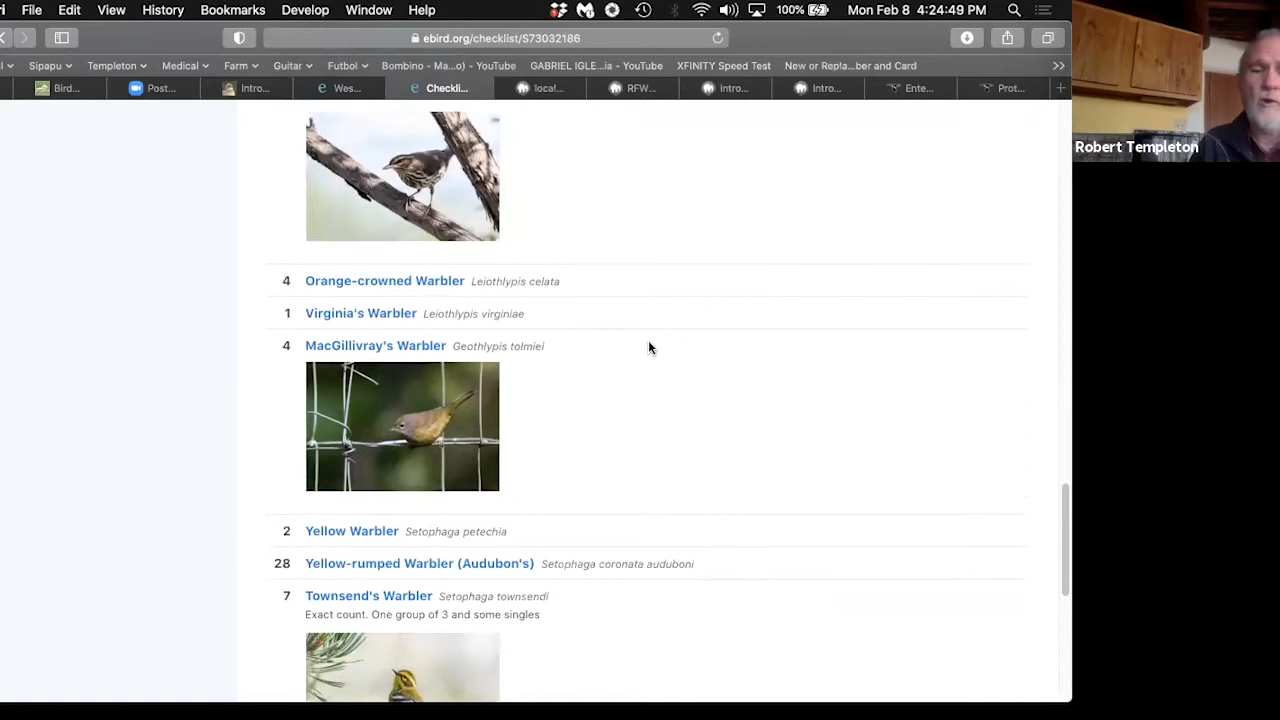 File Edit View History Bookmarks Develop Window Help 100% Mon Feb 8 4:24:49 PM
ebird.org/checklist/S73032186
Sipapu Templeton Medical Farm Guitar Futbol Bombino - Ma...o) - YouTube GABRIEL IGLE...ia - YouTube XFINITY Speed Test New or Repla...ber and Card >>
Bird... Post... Intro... Wes... Checkli... local... RFW... Intro... Intro... Ente... Prot...
Robert Templeton
4 Orange-crowned Warbler Leiothlypis celata
1 Virginia's Warbler Leiothlypis virginiae
4 MacGillivray's Warbler Geothlypis tolmiei
2 Yellow Warbler Setophaga petechia
28 Yellow-rumped Warbler (Audubon's) Setophaga coronata auduboni
7 Townsend's Warbler Setophaga townsendi
Exact count. One group of 3 and some singles